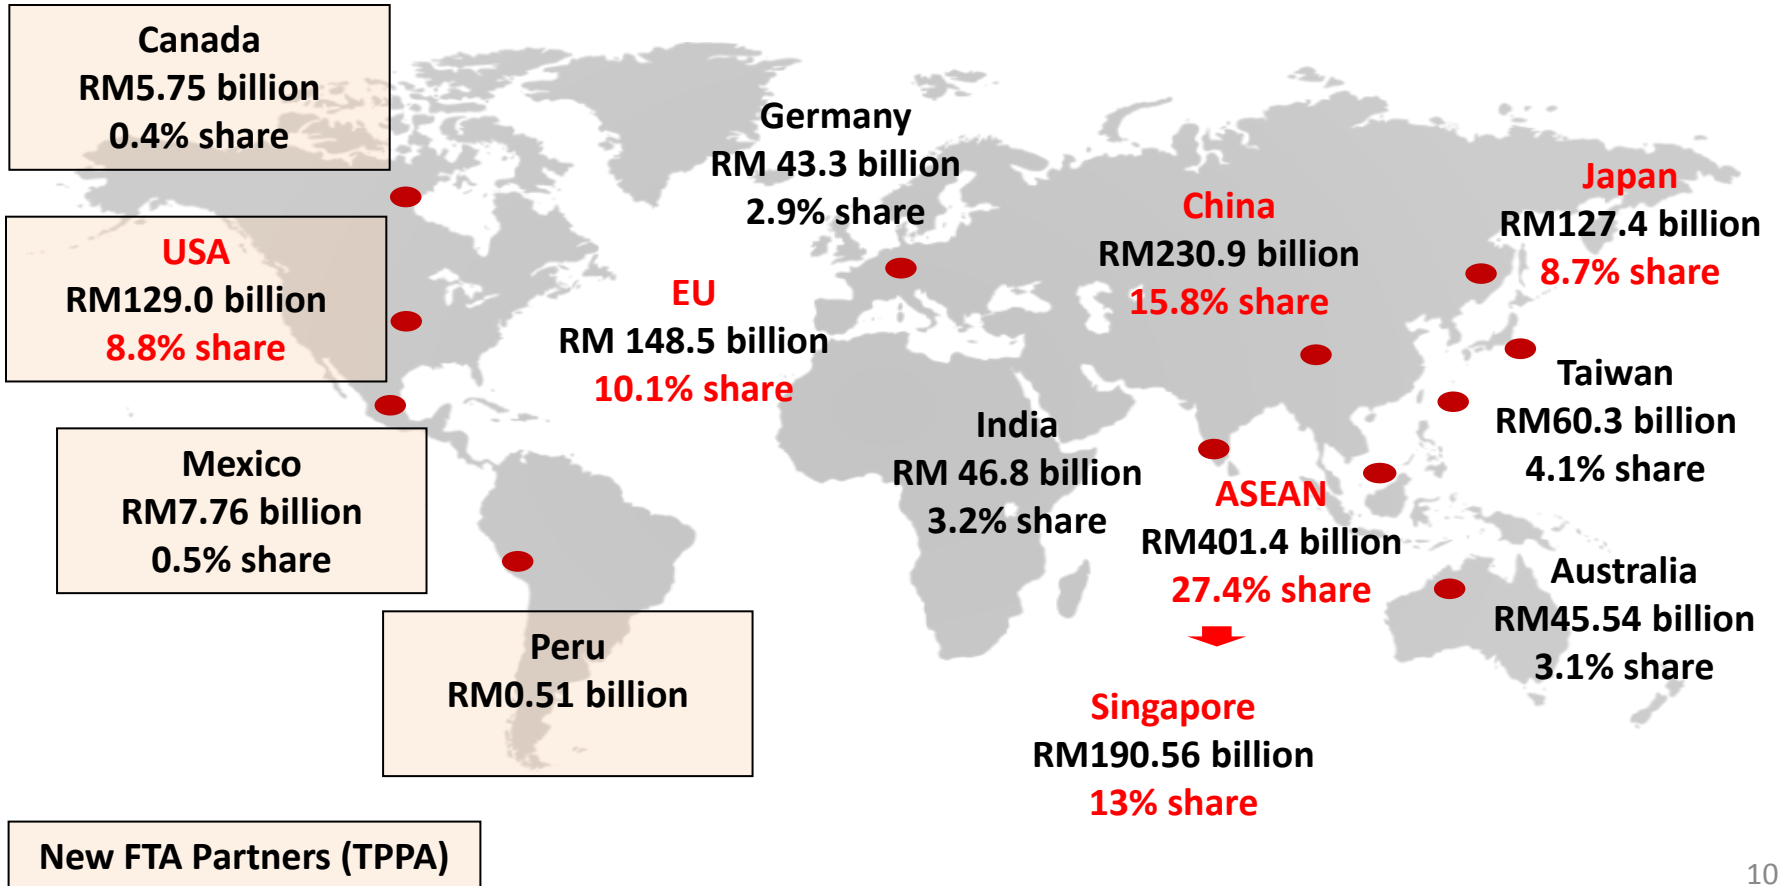 Canada
RM5.75 billion
0.4% share
Germany
RM 43.3 billion
2.9% share
Japan
RM127.4 billion
8.7% share
China
RM230.9 billion
15.8% share
USA
RM129.0 billion
8.8% share
EU
RM 148.5 billion
10.1% share
Taiwan
RM60.3 billion
4.1% share
India
RM 46.8 billion
3.2% share
Mexico
RM7.76 billion
0.5% share
ASEAN
RM401.4 billion
27.4% share
Australia
RM45.54 billion
3.1% share
Peru
RM0.51 billion
Singapore
RM190.56 billion
13% share
New FTA Partners (TPPA)
10